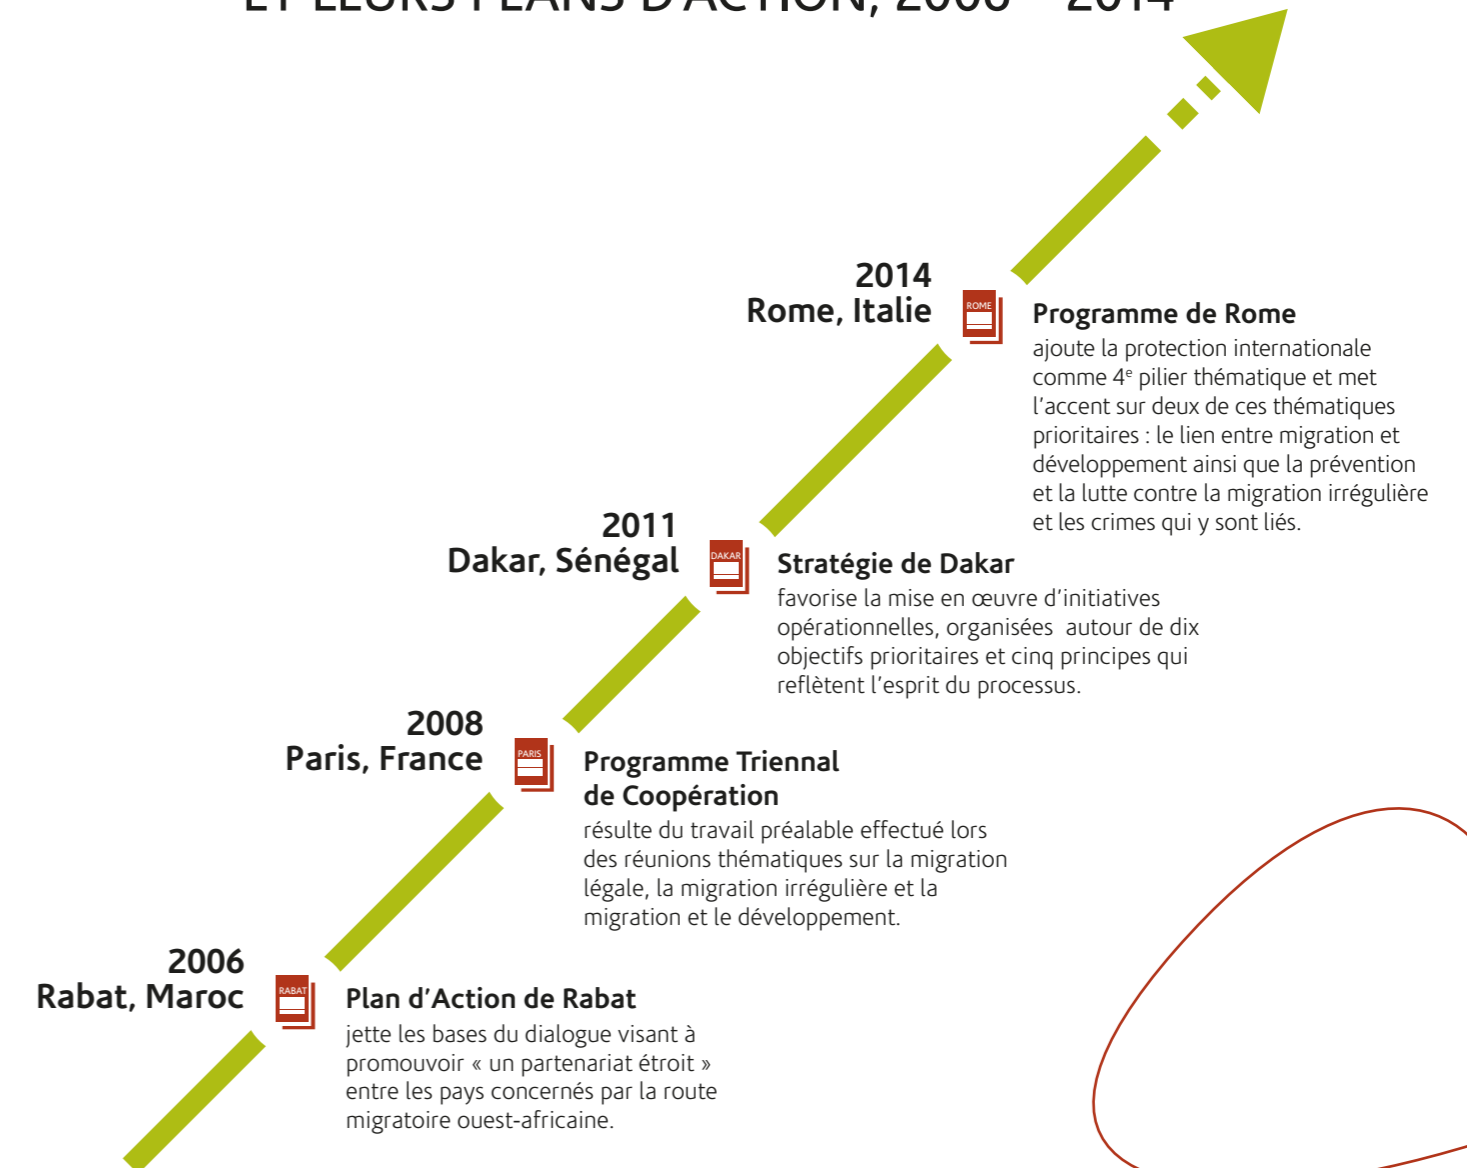 ET LEURS PLANS D'ACTION, 2006 – 2014
2014
Rome, Italie
ROME
Programme de Rome
ajoute la protection internationale
comme 4e pilier thématique et met
l'accent sur deux de ces thématiques
prioritaires : le lien entre migration et
développement ainsi que la prévention
et la lutte contre la migration irrégulière
et les crimes qui y sont liés.
2011
Dakar, Sénégal
DAKAR
Stratégie de Dakar
favorise la mise en œuvre d'initiatives
opérationnelles, organisées autour de dix
objectifs prioritaires et cinq principes qui
reflètent l'esprit du processus.
2008
Paris, France
PARIS
Programme Triennal
de Coopération
résulte du travail préalable effectué lors
des réunions thématiques sur la migration
légale, la migration irrégulière et la
migration et le développement.
2006
Rabat, Maroc
RABAT
Plan d'Action de Rabat
jette les bases du dialogue visant à
promouvoir « un partenariat étroit »
entre les pays concernés par la route
migratoire ouest-africaine.